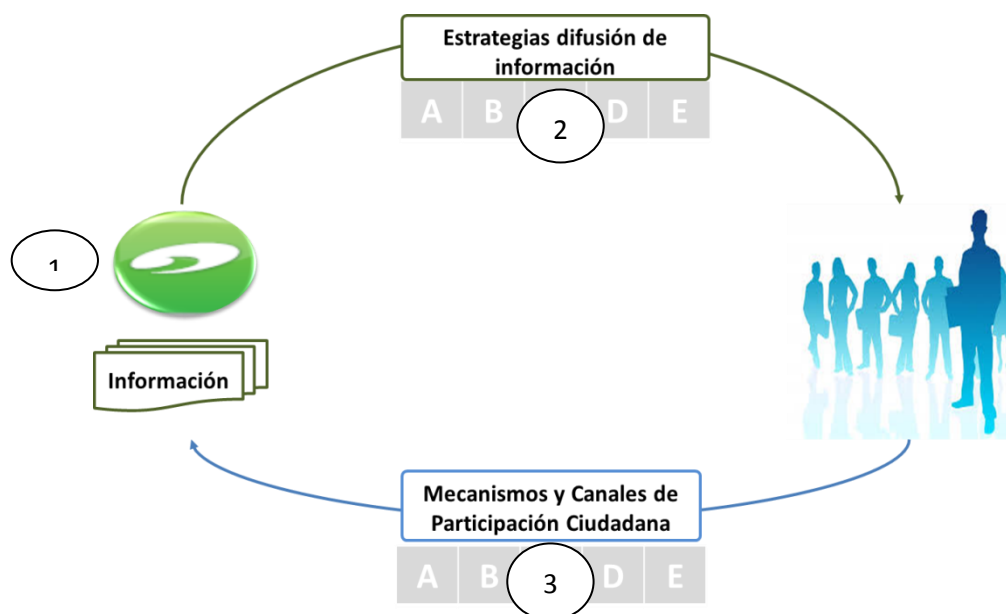 Estrategias difusión de
información
A B D E
2
1
Información
Mecanismos y Canales de
Participación Ciudadana
A B D E
3